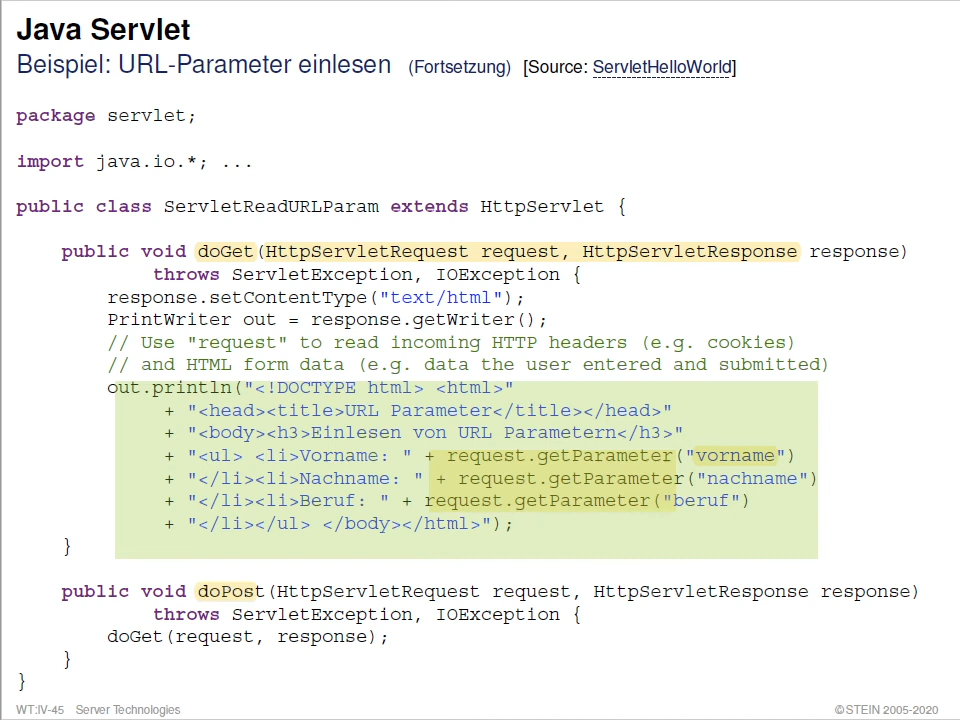 Java Servlet
Beispiel: URL-Parameter einlesen (Fortsetzung) [Source: ServletHelloWorld]
package servlet;
import java.io.*; ...
public class ServletReadURLParam extends HttpServlet {
public void doGet(HttpServletRequest request, HttpServletResponse response)
throws ServletException, IOException {
response.setContentType("text/html");
PrintWriter out = response.getWriter();
// Use "request" to read incoming HTTP headers (e.g. cookies)
// and HTML form data (e.g. data the user entered and submitted)
out.println("<!DOCTYPE html> <html>"
+ "<head><title>URL Parameter</title></head>"
+ "<body><h3>Einlesen von URL Parametern</h3>"
+ "<ul> <li>Vorname: " + request.getParameter("vorname")
+ "</li><li>Nachname: " + request.getParameter("nachname")
+ "</li><li>Beruf: " + request.getParameter("beruf")
+ "</li></ul> </body></html>");
}
public void doPost(HttpServletRequest request, HttpServletResponse response)
throws ServletException, IOException {
doGet(request, response);
}
}
WT:IV-45 Server Technologies ©STEIN 2005-2020